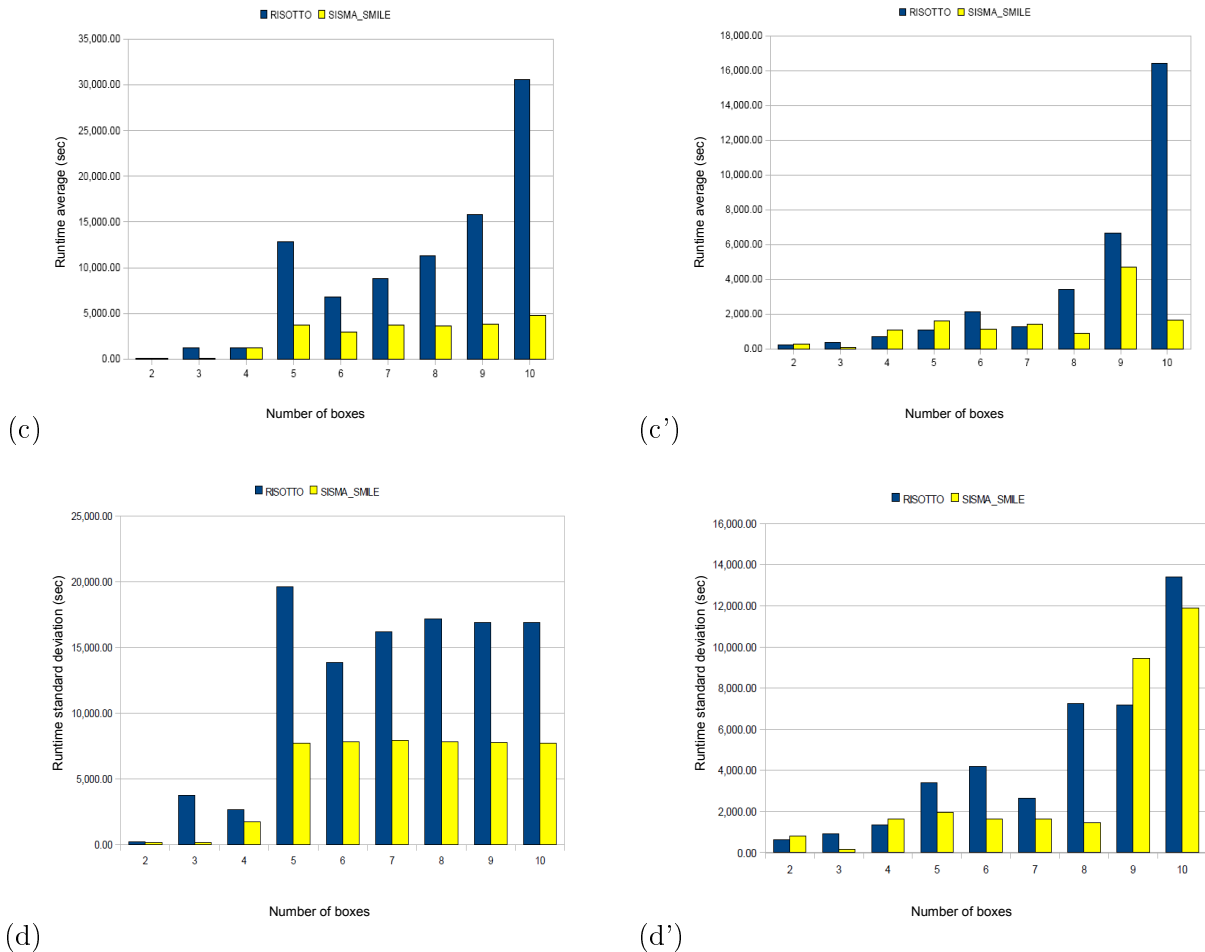 RISOTTO SISMA_SMILE
35,000.00
30,000.00
25,000.00
20,000.00
15,000.00
10,000.00
5,000.00
0.00
Runtime average (sec)
2 3 4 5 6 7 8 9 10
Number of boxes
(c)
RISOTTO SISMA_SMILE
18,000.00
16,000.00
14,000.00
12,000.00
10,000.00
8,000.00
6,000.00
4,000.00
2,000.00
0.00
Runtime average (sec)
2 3 4 5 6 7 8 9 10
Number of boxes
(c')
RISOTTO SISMA_SMILE
25,000.00
20,000.00
15,000.00
10,000.00
5,000.00
0.00
Runtime standard deviation (sec)
2 3 4 5 6 7 8 9 10
Number of boxes
(d)
RISOTTO SISMA_SMILE
16,000.00
14,000.00
12,000.00
10,000.00
8,000.00
6,000.00
4,000.00
2,000.00
0.00
Runtime standard deviation (sec)
2 3 4 5 6 7 8 9 10
Number of boxes
(d')